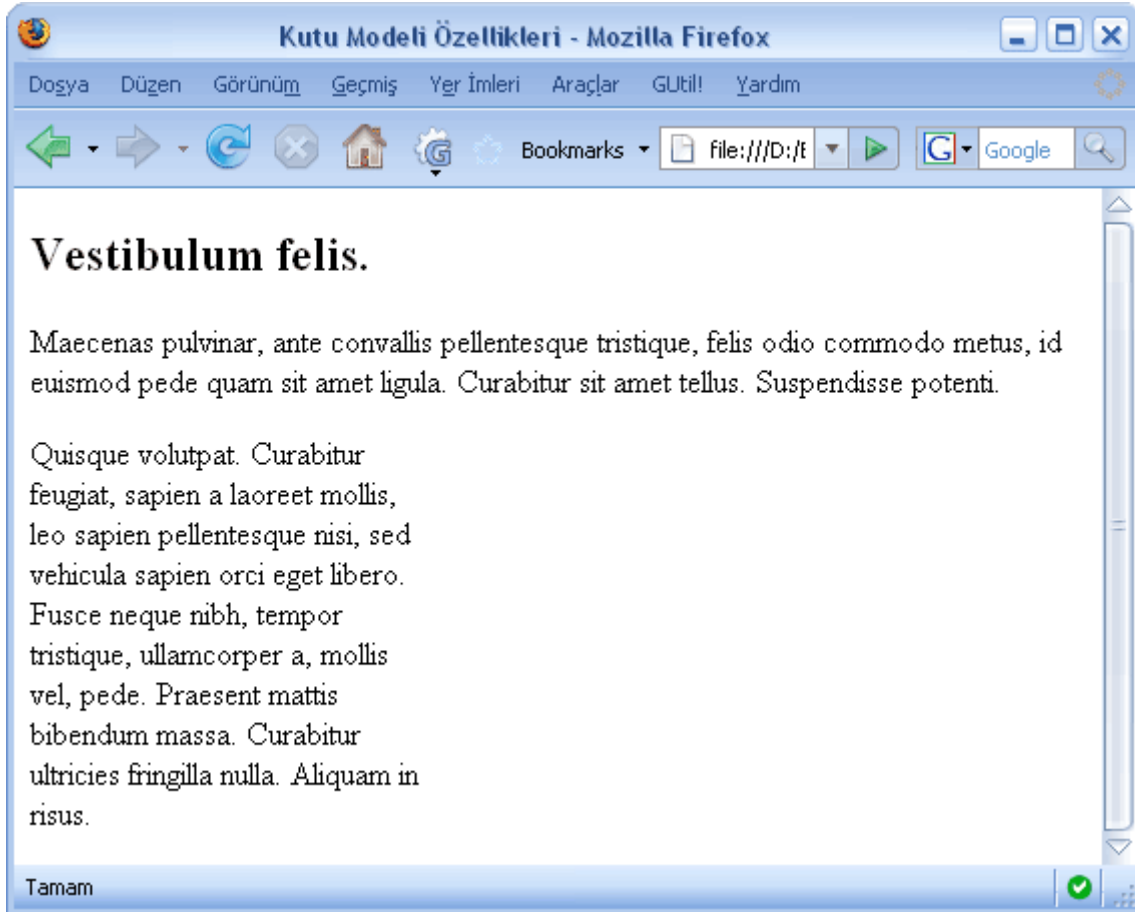 Kutu Modeli Özellikleri - Mozilla Firefox
Dosya Düzen Görünüm Geçmiş Yer İmleri Araçlar GUtil! Yardım
G Bookmarks file:///D:/E G Google
Vestibulum felis.
Maecenas pulvinar, ante convallis pellentesque tristique, felis odio commodo metus, id
euismod pede quam sit amet ligula. Curabitur sit amet tellus. Suspendisse potenti.
Quisque volutpat. Curabitur
feugiat, sapien a laoreet mollis,
leo sapien pellentesque nisi, sed
vehicula sapien orci eget libero.
Fusce neque nibh, tempor
tristique, ullamcorper a, mollis
vel, pede. Praesent mattis
bibendum massa. Curabitur
ultricies fringilla nulla. Aliquam in
risus.
Tamam